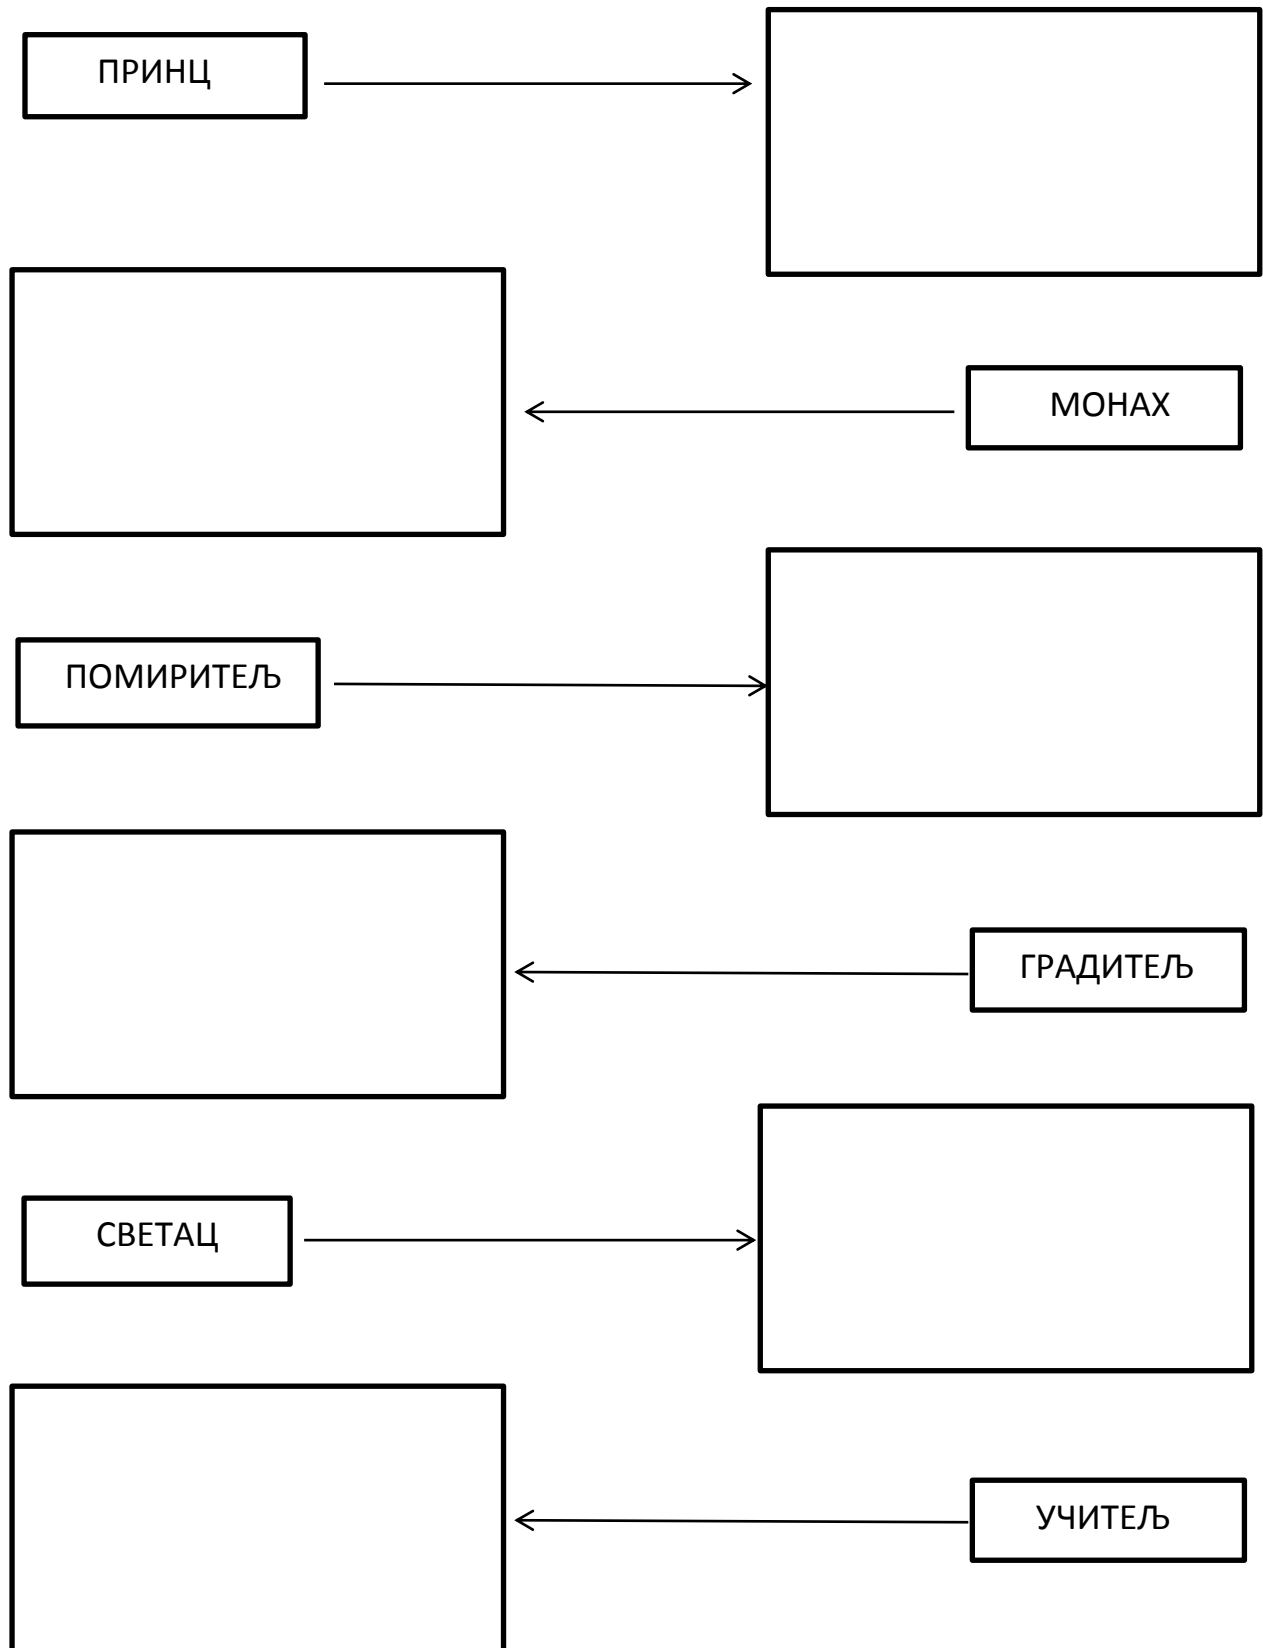 ПРИНЦ
МОНАХ
ПОМИРИТЕЉ
ГРАДИТЕЉ
СВЕТАЦ
УЧИТЕЉ